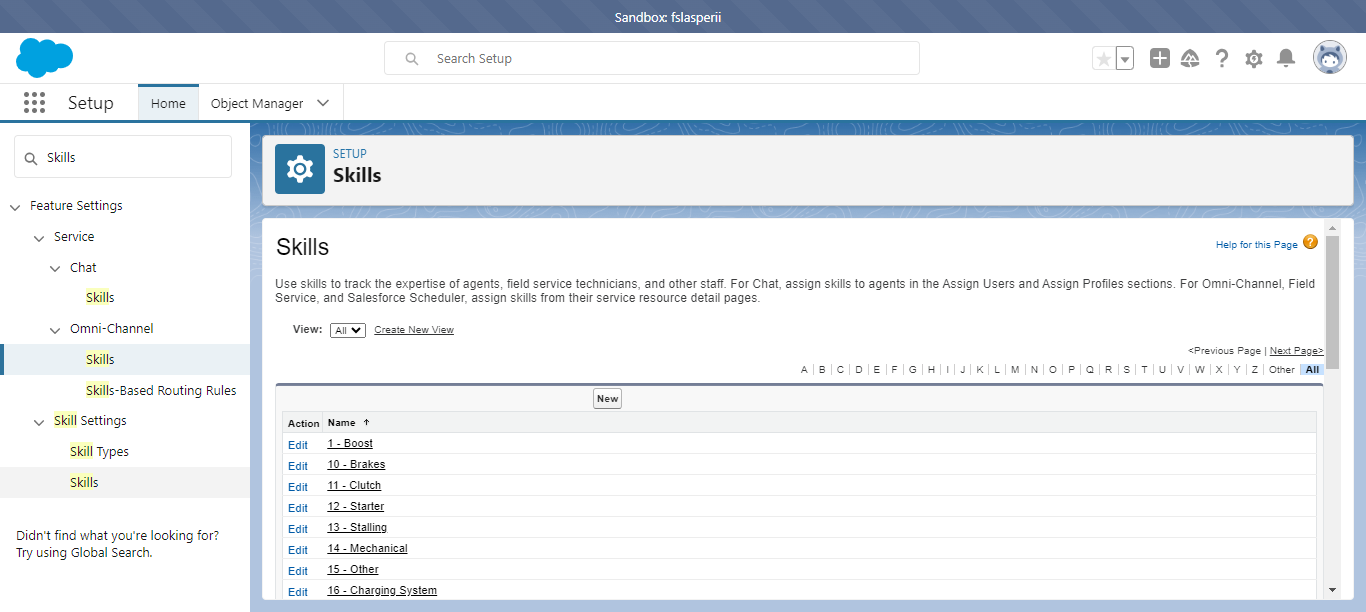 Sandbox: fslasperii
Search Setup
Setup
Home
Object Manager
Skills
Feature Settings
Service
Chat
Skills
Omni-Channel
Skills
Skills-Based Routing Rules
Skill Settings
Skill Types
Skills
Didn't find what you're looking for?
Try using Global Search.
SETUP
Skills
Skills
Help for this Page ?
Use skills to track the expertise of agents, field service technicians, and other staff. For Chat, assign skills to agents in the Assign Users and Assign Profiles sections. For Omni-Channel, Field
Service, and Salesforce Scheduler, assign skills from their service resource detail pages.
View: All Create New View
<Previous Page | Next Page>
A | B | C | D | E | F | G | H | I | J | K | L | M | N | O | P | Q | R | S | T | U | V | W | X | Y | Z | Other | All
New
Action Name ↑
Edit 1 - Boost
Edit 10 - Brakes
Edit 11 - Clutch
Edit 12 - Starter
Edit 13 - Stalling
Edit 14 - Mechanical
Edit 15 - Other
Edit 16 - Charging System